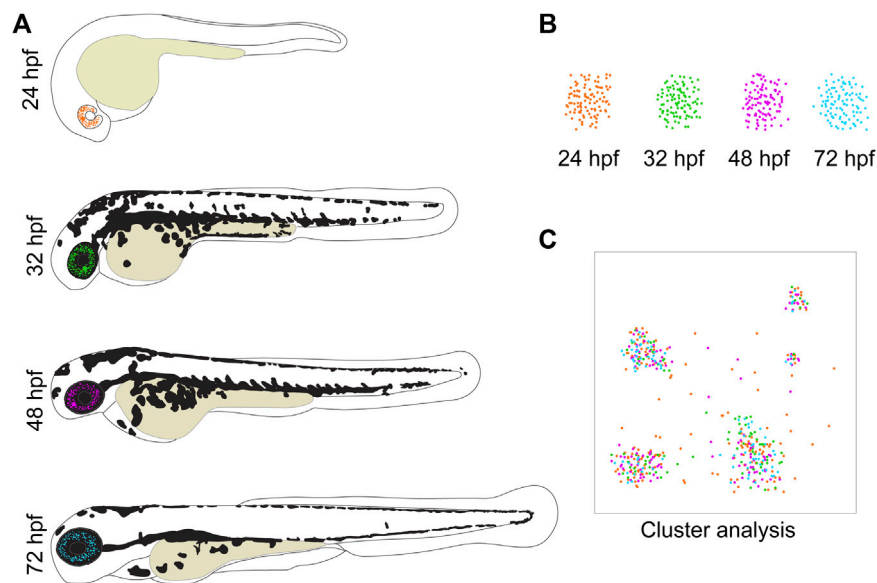 A
24 hpf
32 hpf
48 hpf
72 hpf
B
24 hpf
32 hpf
48 hpf
72 hpf
C
Cluster analysis